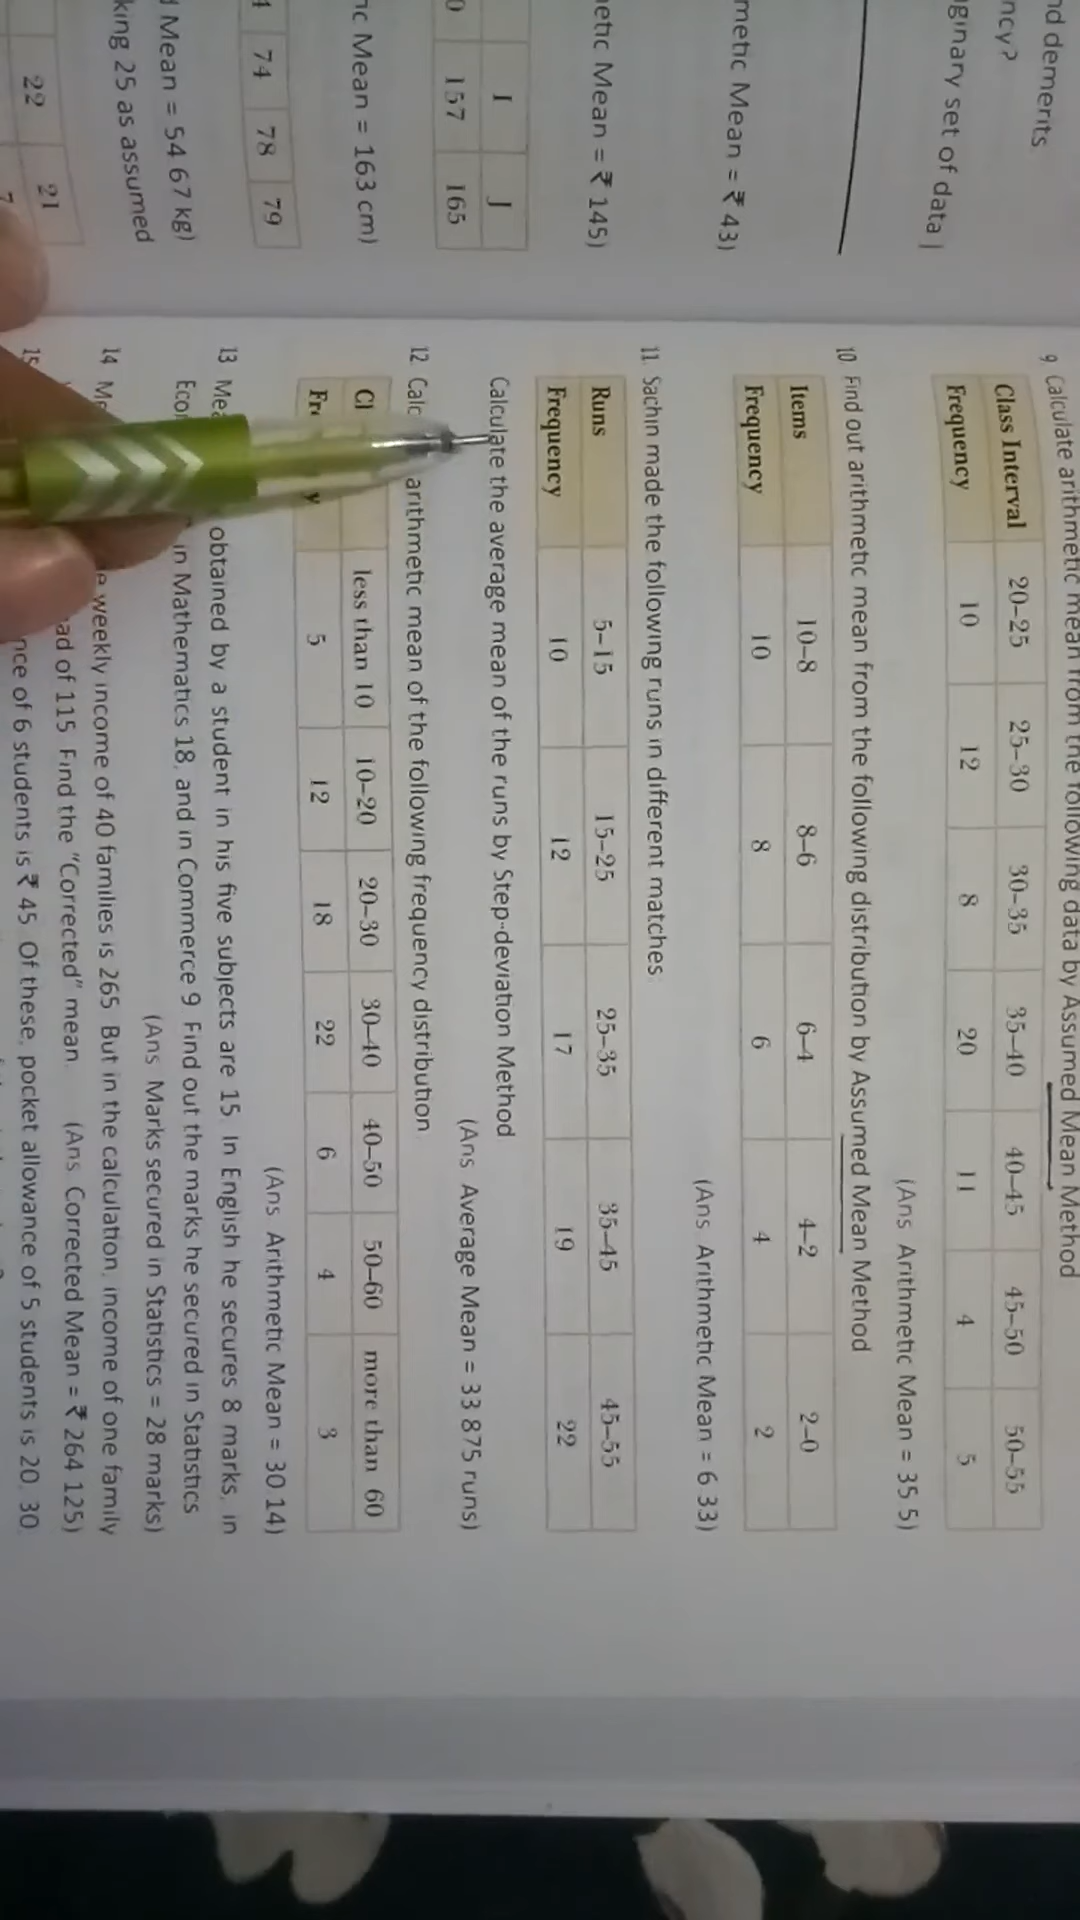 nd demerits.
ncy?
ginary set of data.]
metic Mean = ₹ 43)
netic Mean = ₹ 145)
I J
0 157 165
ic Mean = 163 cm)
4 74 78 79
d Mean = 54.67 kg)
king 25 as assumed
22 21
7
9. Calculate arithmetic mean from the following data by Assumed Mean Method
Class Interval 20–25 25–30 30–35 35–40 40–45 45–50 50–55
Frequency 10 12 8 20 11 4 5
(Ans. Arithmetic Mean = 35.5)
10. Find out arithmetic mean from the following distribution by Assumed Mean Method
Items 10–8 8–6 6–4 4–2 2–0
Frequency 10 8 6 4 2
(Ans. Arithmetic Mean = 6.33)
11. Sachin made the following runs in different matches:
Runs 5–15 15–25 25–35 35–45 45–55
Frequency 10 12 17 19 22
Calculate the average mean of the runs by Step-deviation Method.
(Ans. Average Mean = 33.875 runs)
12. Calc arithmetic mean of the following frequency distribution.
Cl less than 10 10–20 20–30 30–40 40–50 50–60 more than 60
Fre y 5 12 18 22 6 4 3
(Ans. Arithmetic Mean = 30.14)
13. Mea obtained by a student in his five subjects are 15. In English he secures 8 marks, in
Econ in Mathematics 18, and in Commerce 9. Find out the marks he secured in Statistics.
(Ans. Marks secured in Statistics = 28 marks)
14. Me e weekly income of 40 families is 265. But in the calculation, income of one family
ad of 115. Find the "Corrected" mean. (Ans. Corrected Mean = ₹ 264.125)
15. nce of 6 students is ₹ 45. Of these, pocket allowance of 5 students is 20, 30,